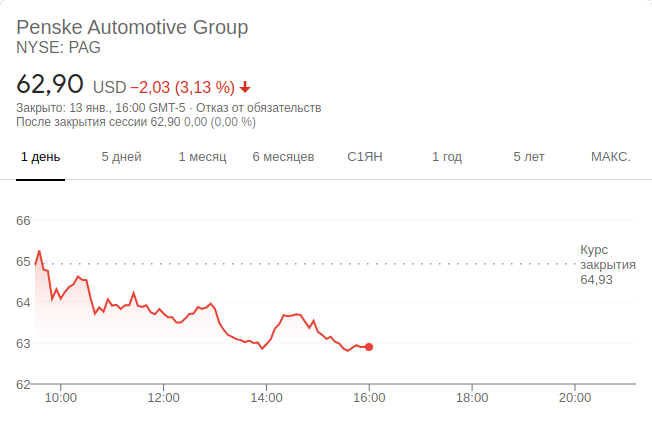 Penske Automotive Group
NYSE: PAG
62,90 USD −2,03 (3,13 %)
Закрыто: 13 янв., 16:00 GMT-5 · Отказ от обязательств
После закрытия сессии 62,90 0,00 (0,00 %)
1 день 5 дней 1 месяц 6 месяцев С1ЯН 1 год 5 лет МАКС.
66
65
64
63
62
Курс
закрытия
64,93
10:00 12:00 14:00 16:00 18:00 20:00